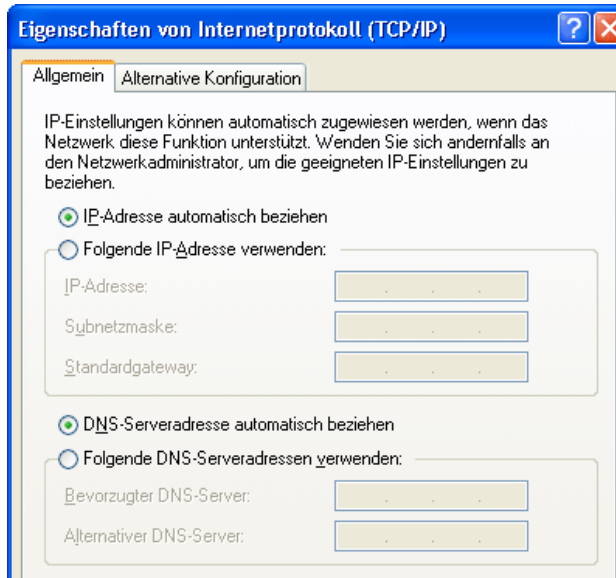 Eigenschaften von Internetprotokoll (TCP/IP)
Allgemein
Alternative Konfiguration
IP-Einstellungen können automatisch zugewiesen werden, wenn das
Netzwerk diese Funktion unterstützt. Wenden Sie sich andernfalls an
den Netzwerkadministrator, um die geeigneten IP-Einstellungen zu
beziehen.
IP-Adresse automatisch beziehen
Folgende IP-Adresse verwenden:
IP-Adresse:
Subnetzmaske:
Standardgateway:
DNS-Serveradresse automatisch beziehen
Folgende DNS-Serveradressen verwenden:
Bevorzugter DNS-Server:
Alternativer DNS-Server: